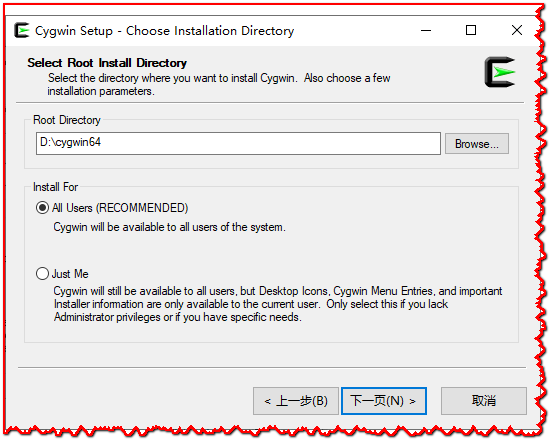 Cygwin Setup - Choose Installation Directory
Select Root Install Directory
Select the directory where you want to install Cygwin. Also choose a few
installation parameters.
Root Directory
D:\cygwin64
Browse...
Install For
All Users (RECOMMENDED)
Cygwin will be available to all users of the system.
Just Me
Cygwin will still be available to all users, but Desktop Icons, Cygwin Menu Entries, and important
Installer information are only available to the current user. Only select this if you lack
Administrator privileges or if you have specific needs.
< 上一步(B)
下一页(N) >
取消